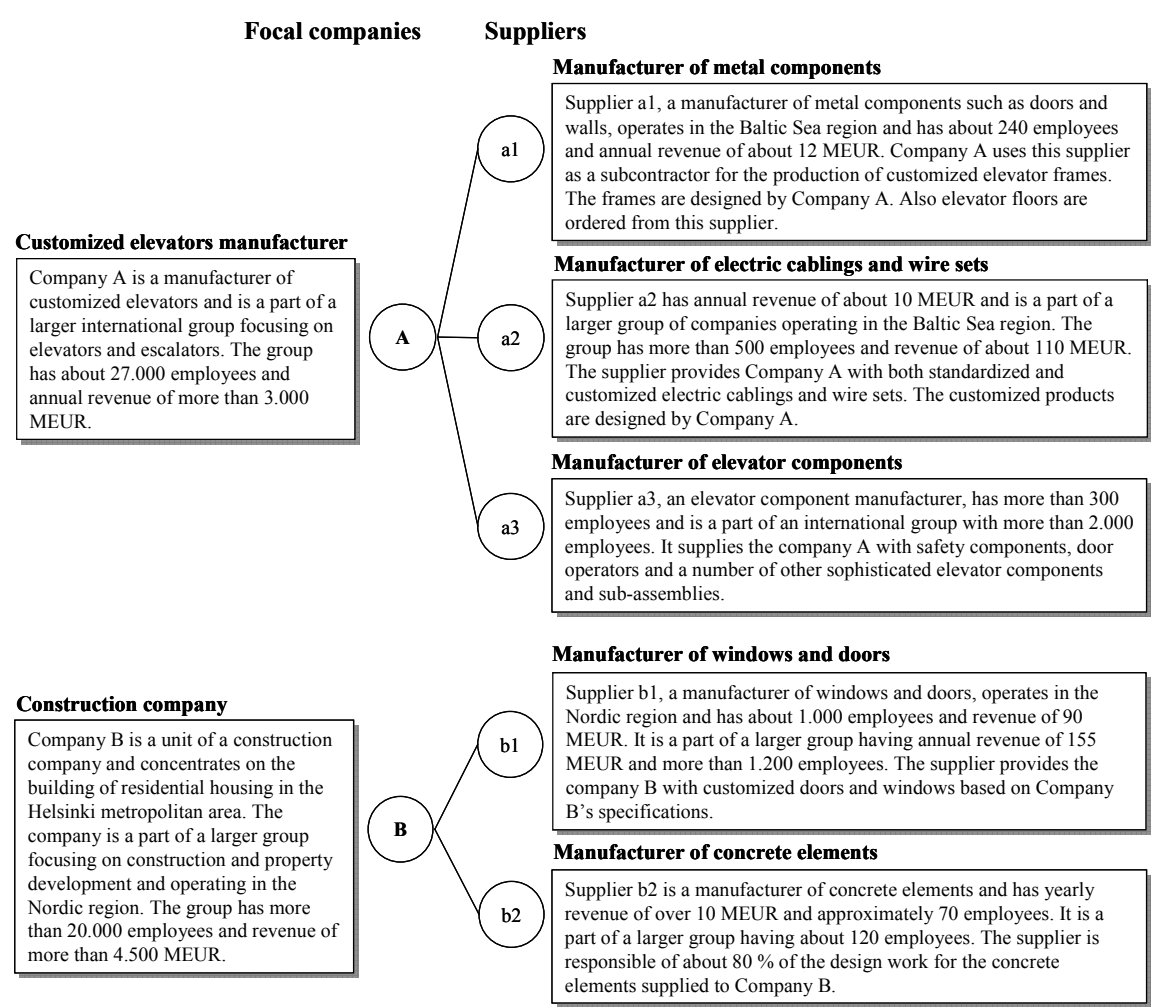 Focal companies
Suppliers
Manufacturer of metal components
Supplier a1, a manufacturer of metal components such as doors and
walls, operates in the Baltic Sea region and has about 240 employees
and annual revenue of about 12 MEUR. Company A uses this supplier
as a subcontractor for the production of customized elevator frames.
The frames are designed by Company A. Also elevator floors are
ordered from this supplier.
a1
Customized elevators manufacturer
Company A is a manufacturer of
customized elevators and is a part of a
larger international group focusing on
elevators and escalators. The group
has about 27.000 employees and
annual revenue of more than 3.000
MEUR.
A
Manufacturer of electric cablings and wire sets
a2
Supplier a2 has annual revenue of about 10 MEUR and is a part of a
larger group of companies operating in the Baltic Sea region. The
group has more than 500 employees and revenue of about 110 MEUR.
The supplier provides Company A with both standardized and
customized electric cablings and wire sets. The customized products
are designed by Company A.
Manufacturer of elevator components
a3
Supplier a3, an elevator component manufacturer, has more than 300
employees and is a part of an international group with more than 2.000
employees. It supplies the company A with safety components, door
operators and a number of other sophisticated elevator components
and sub-assemblies.
Construction company
Company B is a unit of a construction
company and concentrates on the
building of residential housing in the
Helsinki metropolitan area. The
company is a part of a larger group
focusing on construction and property
development and operating in the
Nordic region. The group has more
than 20.000 employees and revenue of
more than 4.500 MEUR.
B
Manufacturer of windows and doors
b1
Supplier b1, a manufacturer of windows and doors, operates in the
Nordic region and has about 1.000 employees and revenue of 90
MEUR. It is a part of a larger group having annual revenue of 155
MEUR and more than 1.200 employees. The supplier provides the
company B with customized doors and windows based on Company
B’s specifications.
Manufacturer of concrete elements
b2
Supplier b2 is a manufacturer of concrete elements and has yearly
revenue of over 10 MEUR and approximately 70 employees. It is a
part of a larger group having about 120 employees. The supplier is
responsible of about 80 % of the design work for the concrete
elements supplied to Company B.